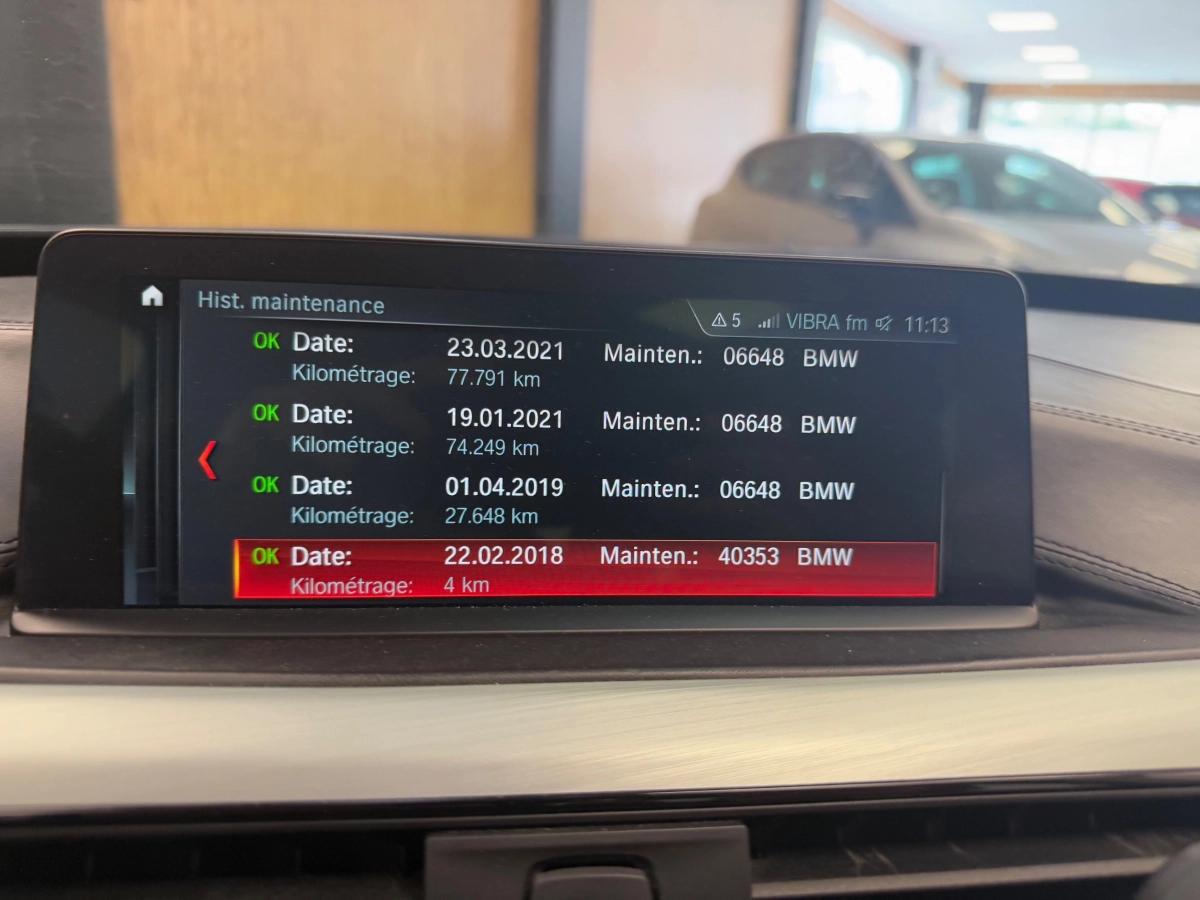 Hist. maintenance
5 VIBRA fm 11:13
OK Date: 23.03.2021 Mainten.: 06648 BMW
Kilométrage: 77.791 km
OK Date: 19.01.2021 Mainten.: 06648 BMW
Kilométrage: 74.249 km
OK Date: 01.04.2019 Mainten.: 06648 BMW
Kilométrage: 27.648 km
OK Date: 22.02.2018 Mainten.: 40353 BMW
Kilométrage: 4 km